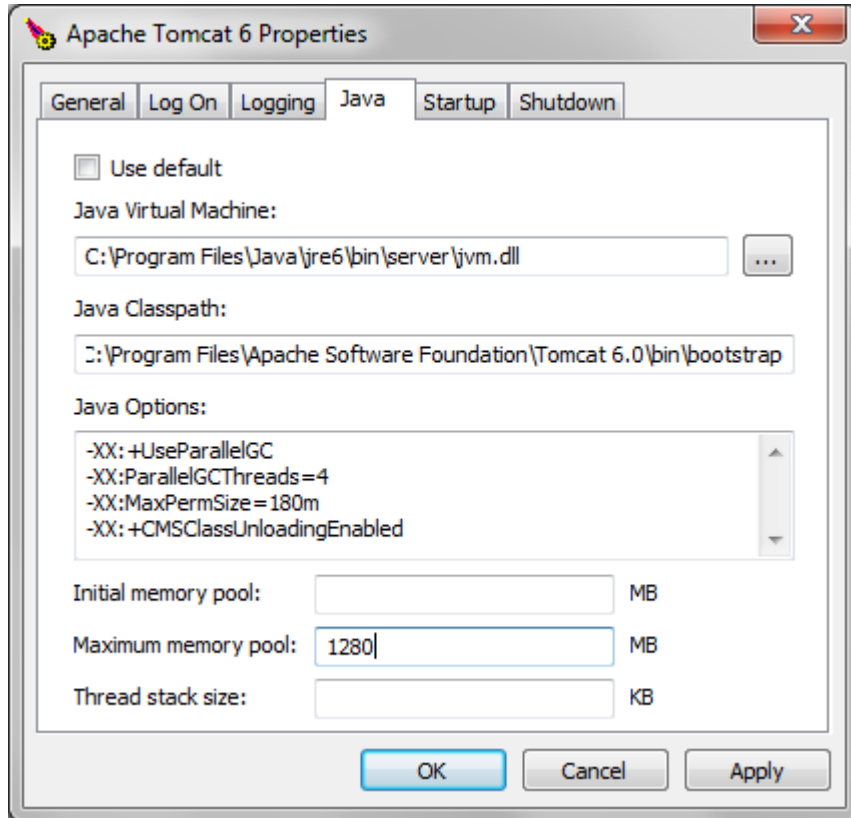 Apache Tomcat 6 Properties
General Log On Logging Java Startup Shutdown
Use default
Java Virtual Machine:
C:\Program Files\Java\jre6\bin\server\jvm.dll ...
Java Classpath:
C:\Program Files\Apache Software Foundation\Tomcat 6.0\bin\bootstrap
Java Options:
-XX:+UseParallelGC
-XX:ParallelGCThreads=4
-XX:MaxPermSize=180m
-XX:+CMSClassUnloadingEnabled
Initial memory pool: MB
Maximum memory pool: 1280 MB
Thread stack size: KB
OK Cancel Apply